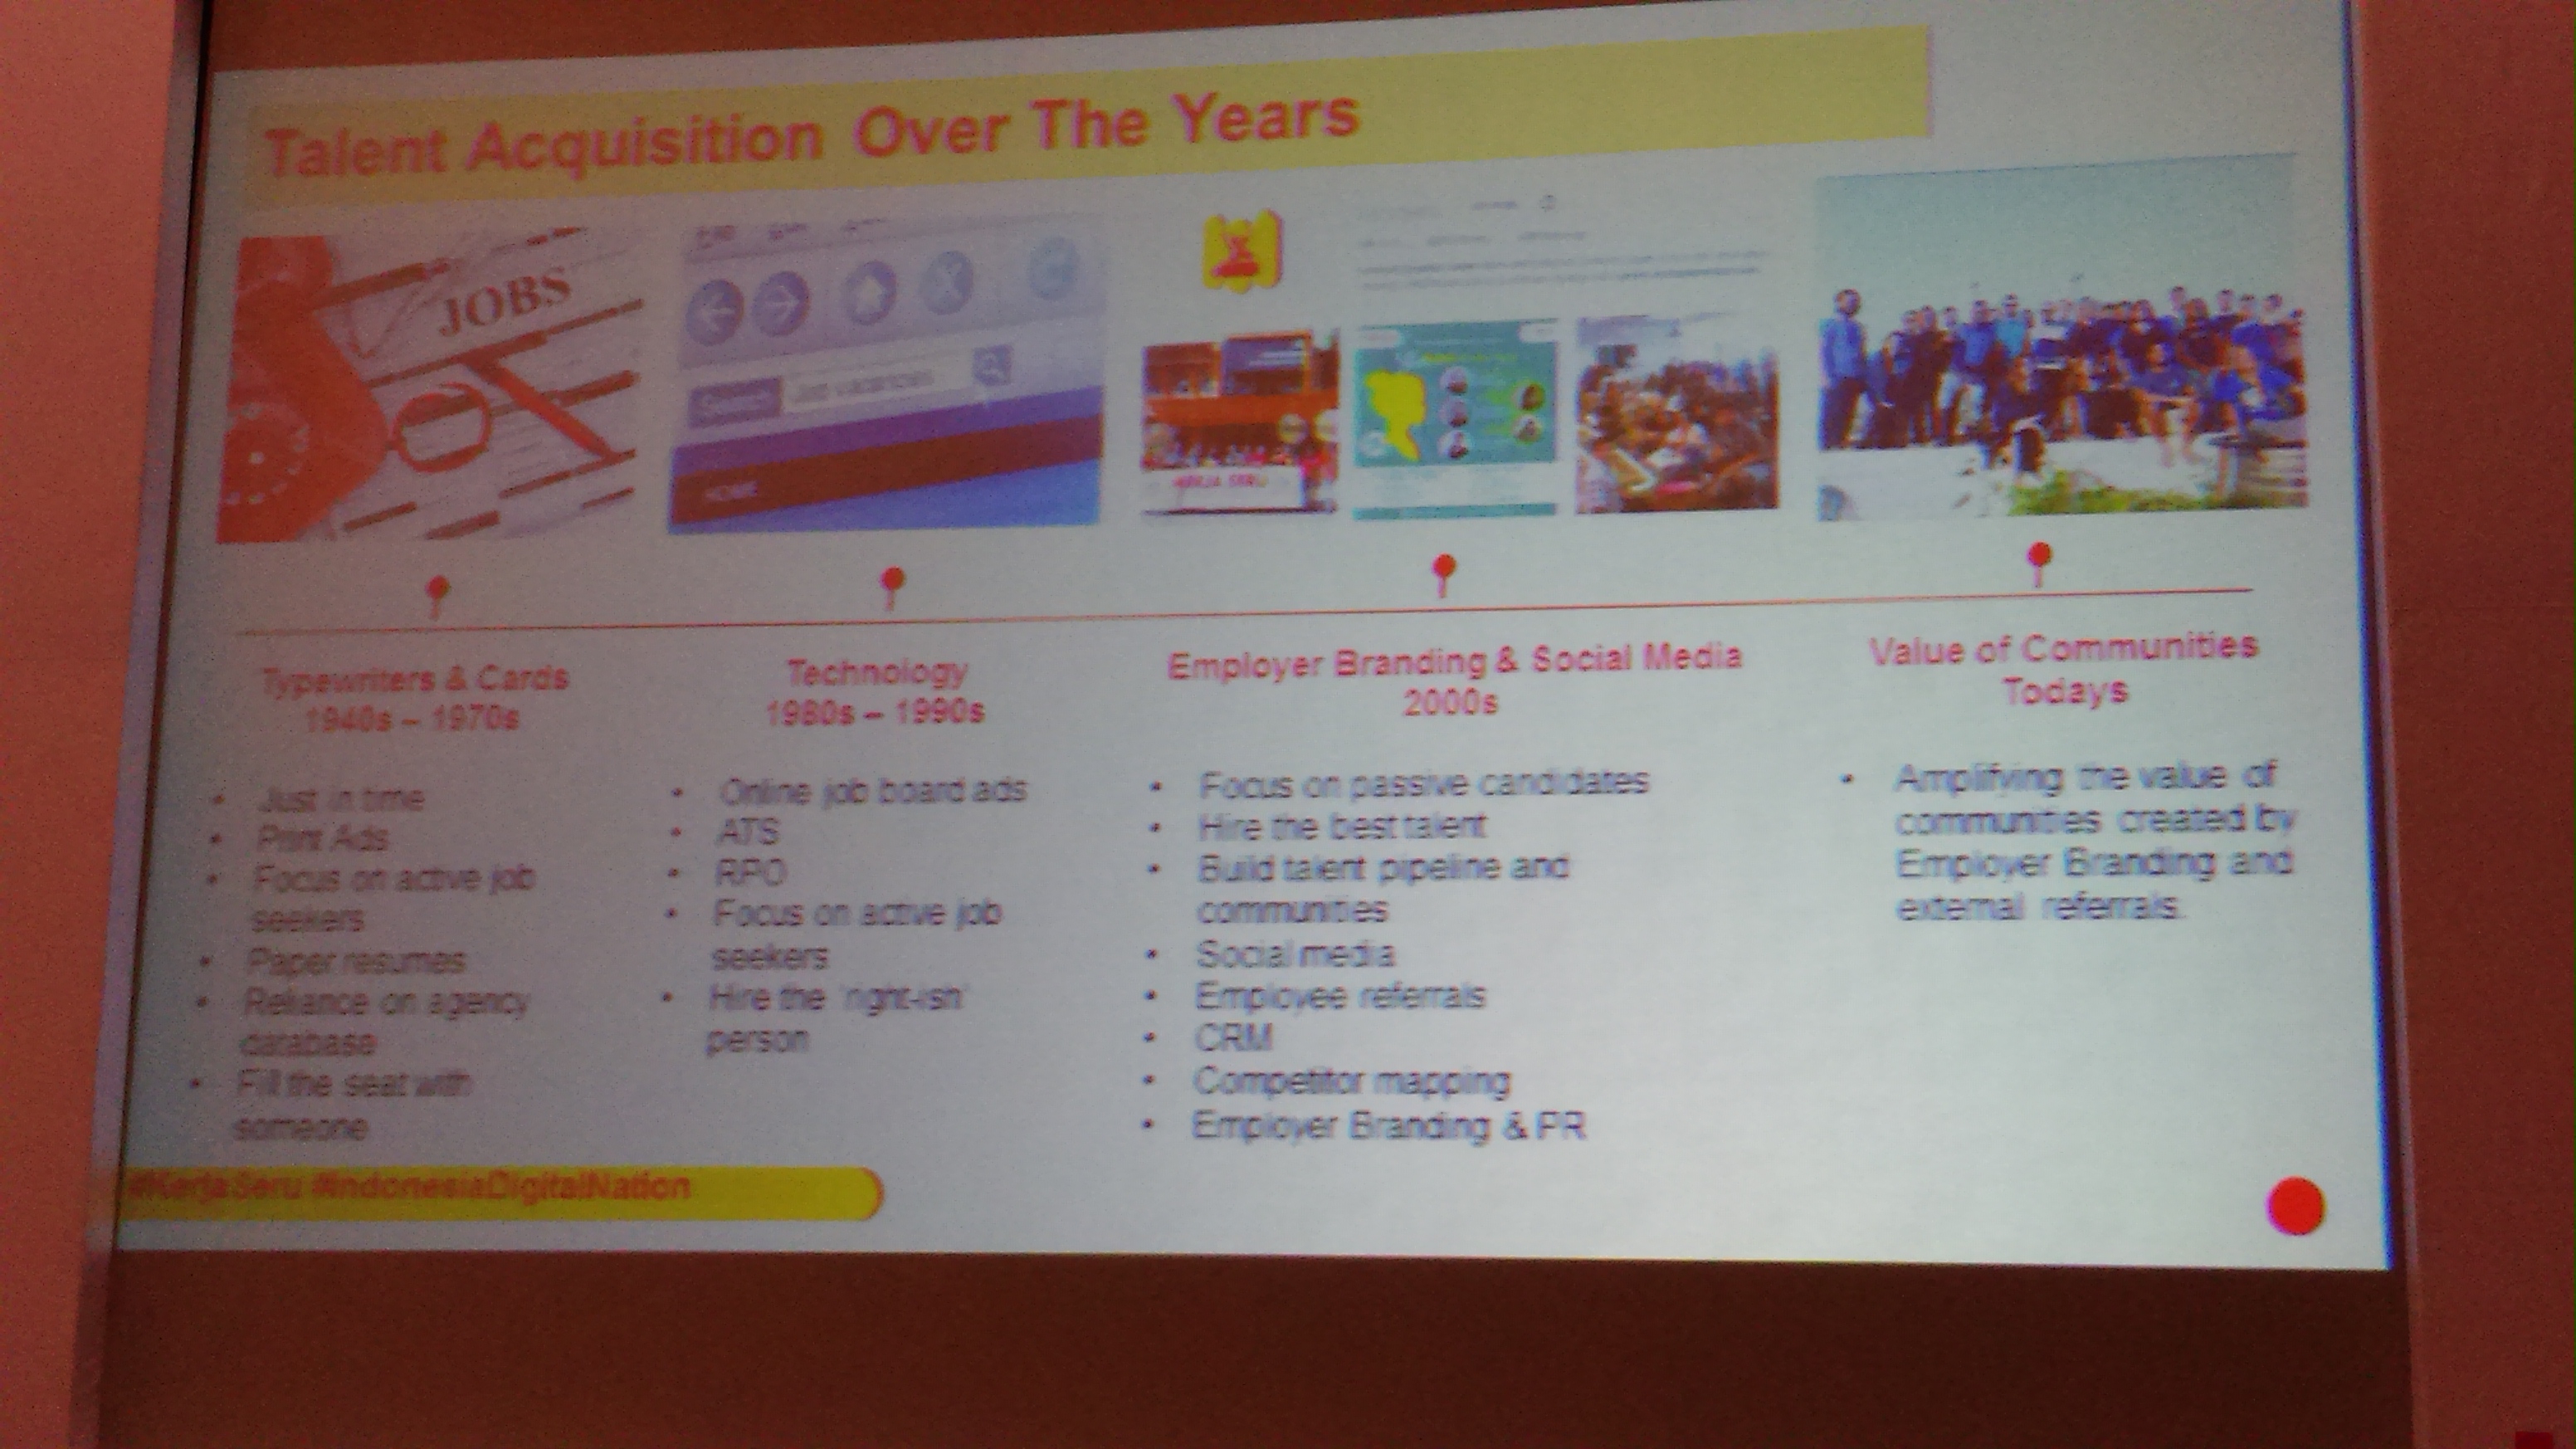 Talent Acquisition Over The Years
JOBS
Search
Job vacancies
HOME
KERJA SERU
Typewriters & Cards
1940s – 1970s
• Just in time
• Print Ads
• Focus on active job
seekers
• Paper resumes
• Reliance on agency
database
• Fill the seat with
someone
Technology
1980s – 1990s
• Online job board ads
• ATS
• RPO
• Focus on active job
seekers
• Hire the 'right-ish'
person
Employer Branding & Social Media
2000s
• Focus on passive candidates
• Hire the best talent
• Build talent pipeline and
communities
• Social media
• Employee referrals
• CRM
• Competitor mapping
• Employer Branding & PR
Value of Communities
Todays
• Amplifying the value of
communities created by
Employer Branding and
external referrals.
#KerjaSeru #IndonesiaDigitalNation